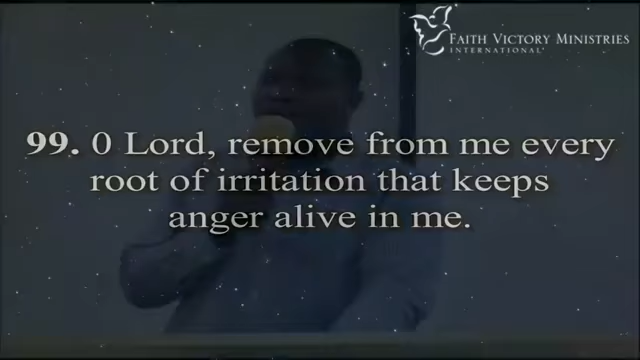 FAITH VICTORY MINISTRIES
INTERNATIONAL
99. 0 Lord, remove from me every
root of irritation that keeps
anger alive in me.